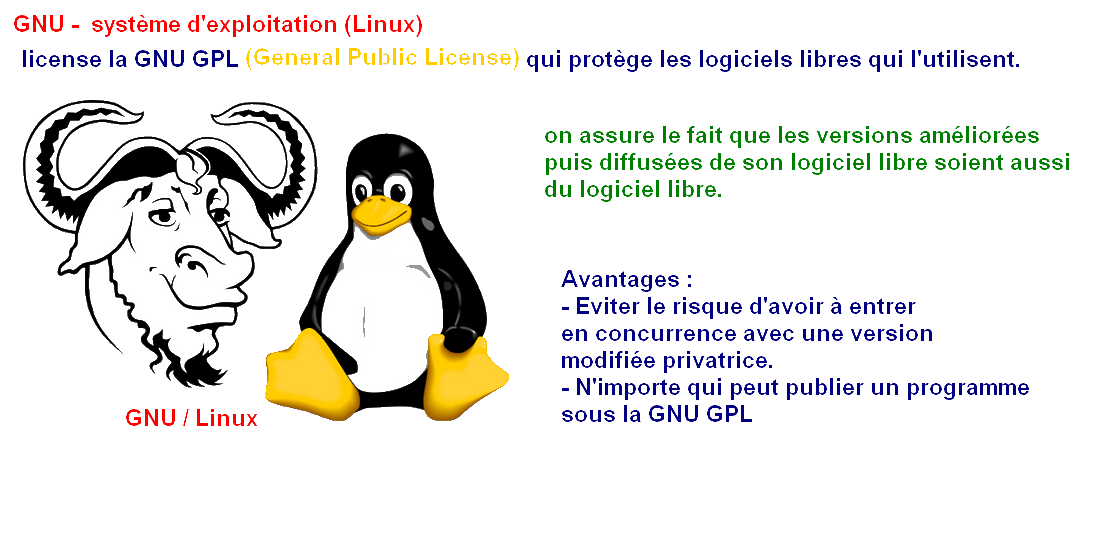 GNU - système d'exploitation (Linux)
license la GNU GPL (General Public License) qui protège les logiciels libres qui l'utilisent.
on assure le fait que les versions améliorées
puis diffusées de son logiciel libre soient aussi
du logiciel libre.
Avantages :
- Eviter le risque d'avoir à entrer
en concurrence avec une version
modifiée privatrice.
- N'importe qui peut publier un programme
sous la GNU GPL
GNU / Linux